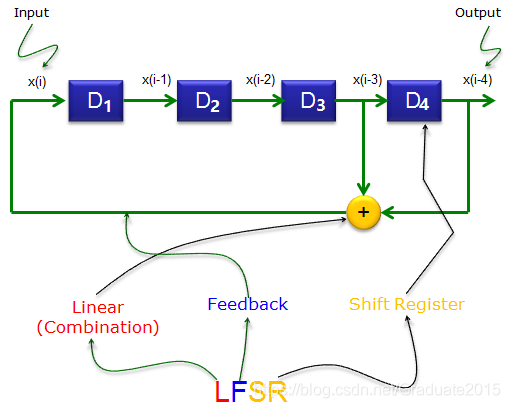 Input
Output
x(i)
x(i-1)
x(i-2)
x(i-3)
x(i-4)
D1
D2
D3
D4
+
Linear
(Combination)
Feedback
Shift Register
LFSR
https://blog.csdn.net/Graduate2015